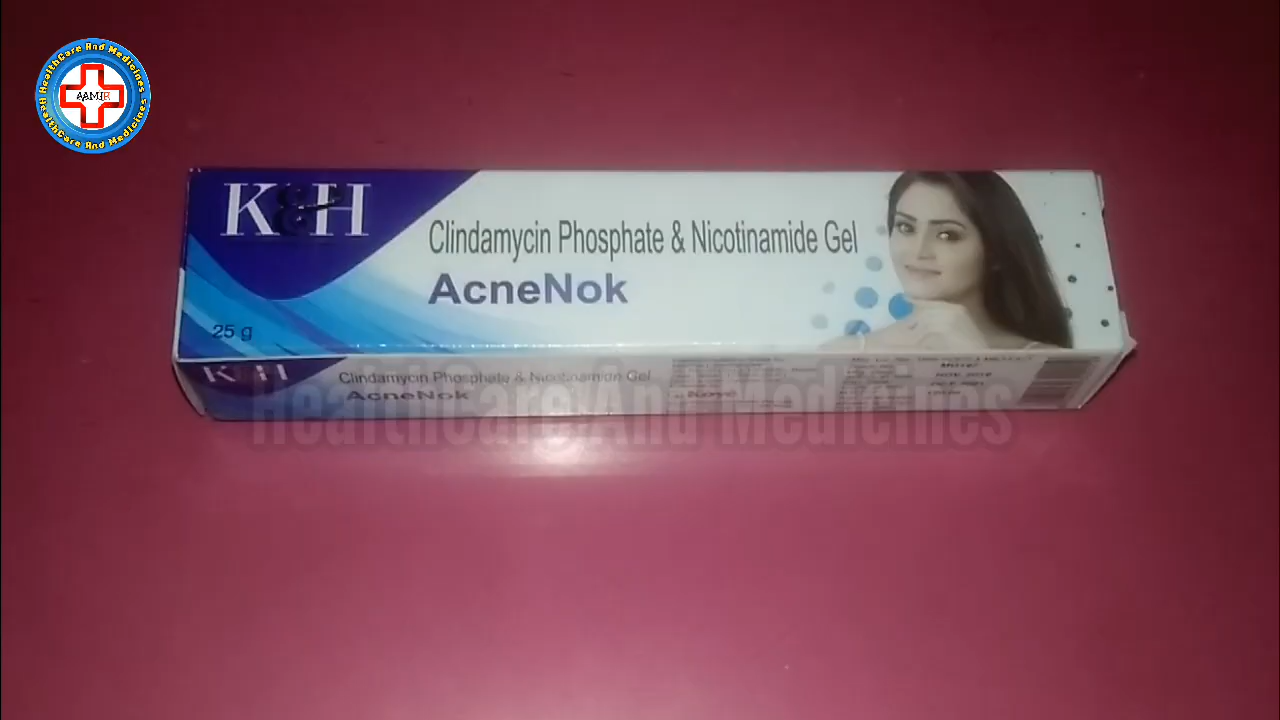 HealthCare And Medicines
AAMIR
HealthCare And Medicines
K&H
Clindamycin Phosphate & Nicotinamide Gel
AcneNok
25 g
K&H
Clindamycin Phosphate & Nicotinamide Gel
AcneNok
HealthCare And Medicines